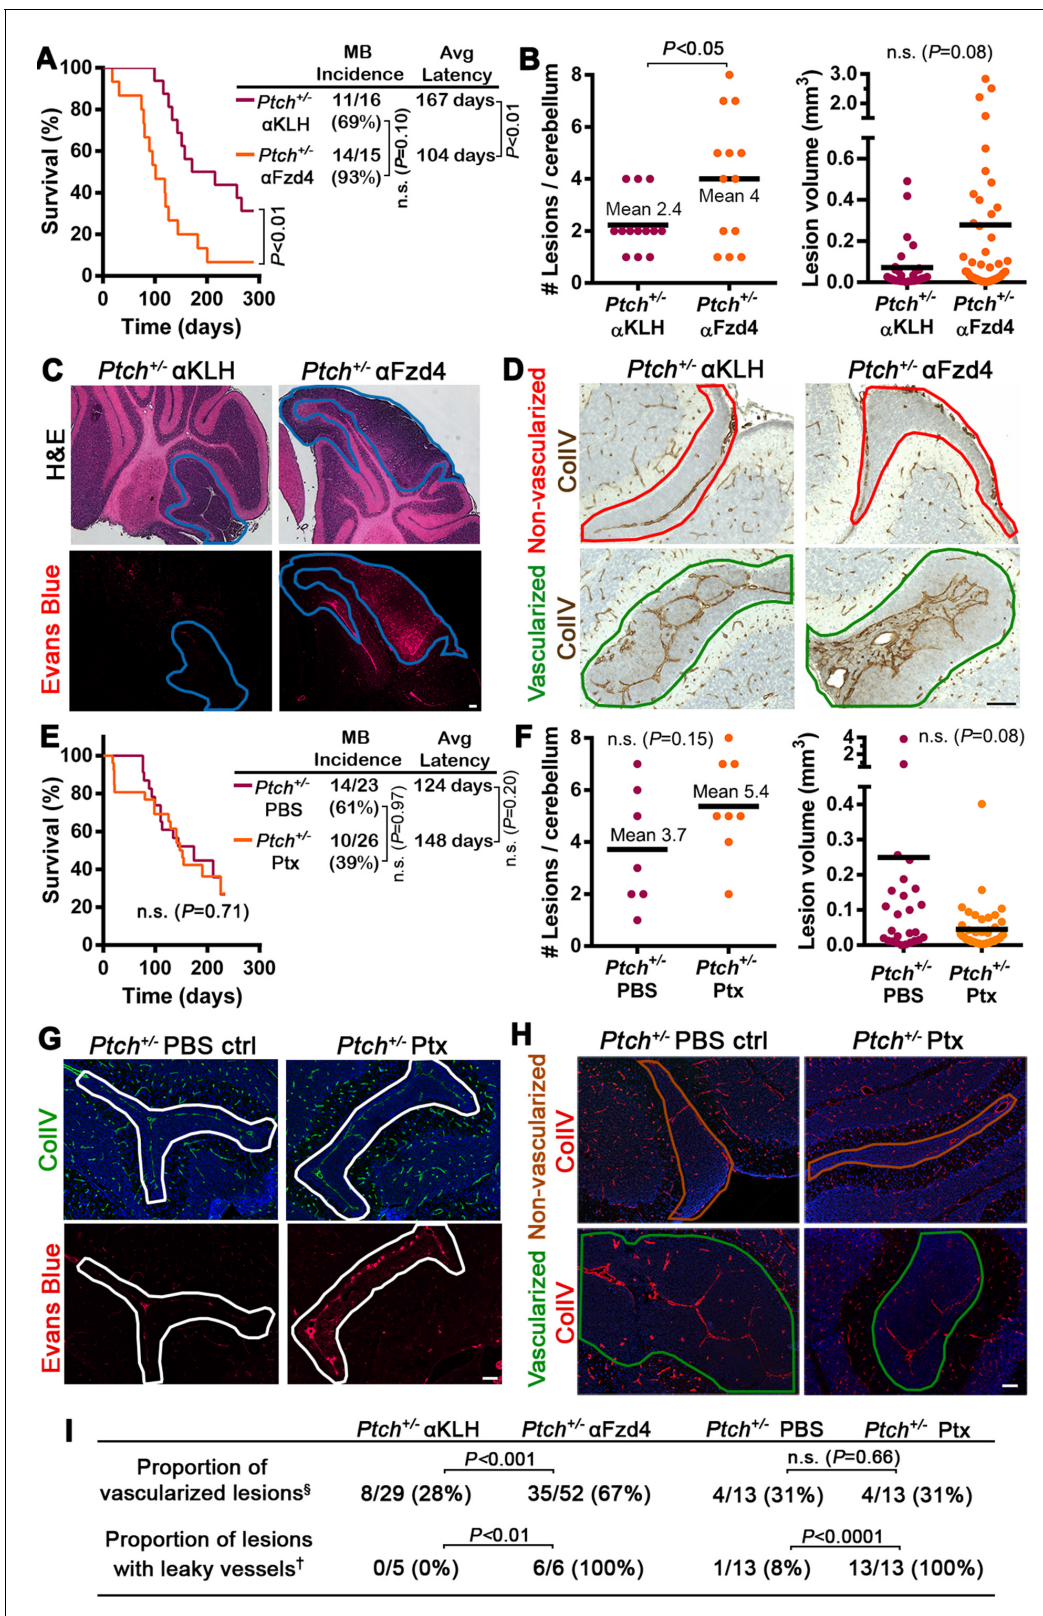 A
Survival (%)
100
80
60
40
20
0
0 100 200 300
Time (days)
MB Avg
Incidence Latency
Ptch+/- 11/16 167 days
αKLH (69%)
Ptch+/- 14/15 104 days
αFzd4 (93%)
n.s. (P=0.10)
P<0.01
P<0.01
B
P<0.05
# Lesions / cerebellum
8
6
4
2
0
Mean 2.4
Mean 4
Ptch+/- Ptch+/-
αKLH αFzd4
n.s. (P=0.08)
Lesion volume (mm³)
3.0
2.0
0.6
0.4
0.2
0.0
Ptch+/- Ptch+/-
αKLH αFzd4
C
Ptch+/- αKLH Ptch+/- αFzd4
H&E
Evans Blue
D
Ptch+/- αKLH Ptch+/- αFzd4
Non-vascularized
ColIV
Vascularized
ColIV
E
Survival (%)
100
80
60
40
20
0
0 100 200 300
Time (days)
n.s. (P=0.71)
MB Avg
Incidence Latency
Ptch+/- 14/23 124 days
PBS (61%)
Ptch+/- 10/26 148 days
Ptx (39%)
n.s. (P=0.97)
n.s. (P=0.20)
F
n.s. (P=0.15)
# Lesions / cerebellum
8
6
4
2
0
Mean 3.7
Mean 5.4
Ptch+/- Ptch+/-
PBS Ptx
n.s. (P=0.08)
Lesion volume (mm³)
4
2
0.4
0.3
0.2
0.1
0.0
Ptch+/- Ptch+/-
PBS Ptx
G
Ptch+/- PBS ctrl Ptch+/- Ptx
ColIV
Evans Blue
H
Ptch+/- PBS ctrl Ptch+/- Ptx
Non-vascularized
ColIV
Vascularized
ColIV
I
Ptch+/- αKLH Ptch+/- αFzd4 Ptch+/- PBS Ptch+/- Ptx
P<0.001 n.s. (P=0.66)
Proportion of
vascularized lesions§ 8/29 (28%) 35/52 (67%) 4/13 (31%) 4/13 (31%)
P<0.01 P<0.0001
Proportion of lesions
with leaky vessels† 0/5 (0%) 6/6 (100%) 1/13 (8%) 13/13 (100%)